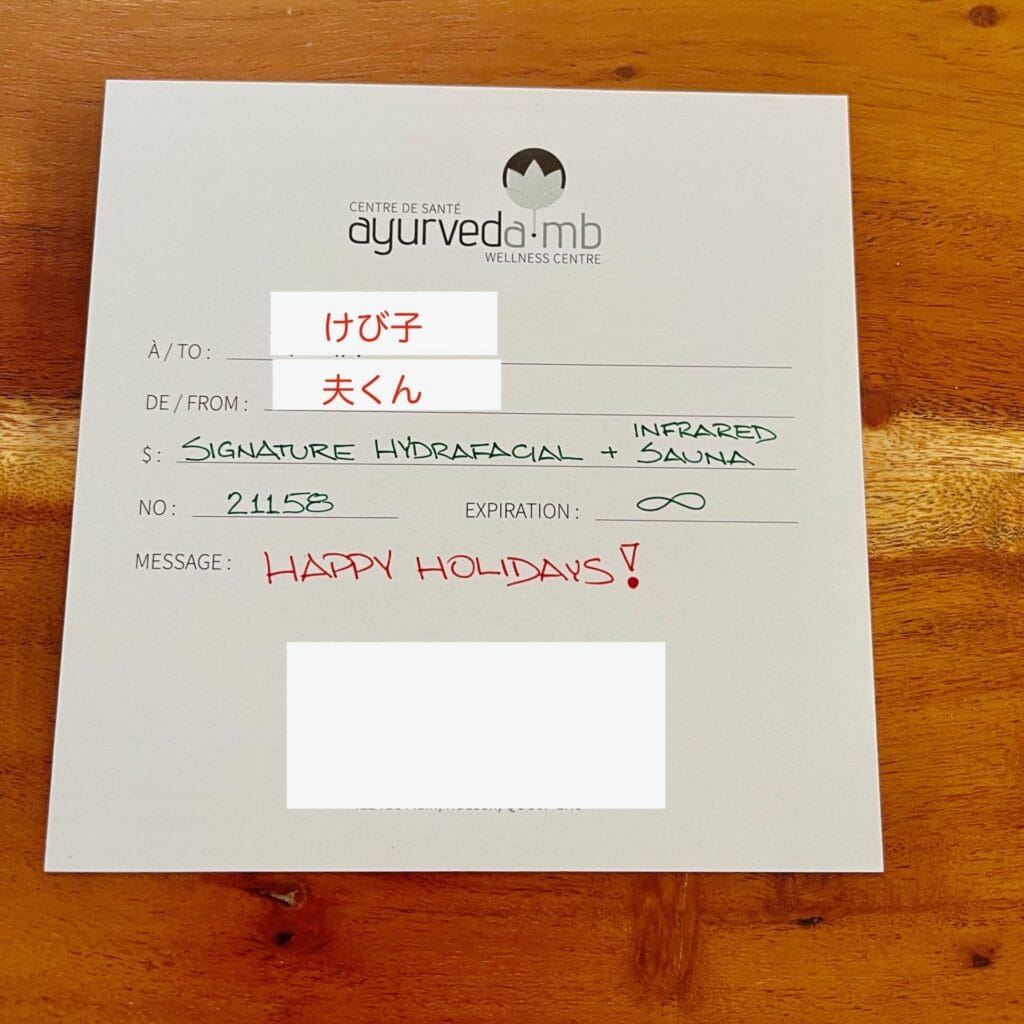 CENTRE DE SANTÉ
ayurveda·mb
WELLNESS CENTRE
À / TO : けび子
DE / FROM : 夫くん
$ : SIGNATURE HYDRAFACIAL + INFRARED SAUNA
NO : 21158 EXPIRATION : ∞
MESSAGE : HAPPY HOLIDAYS!